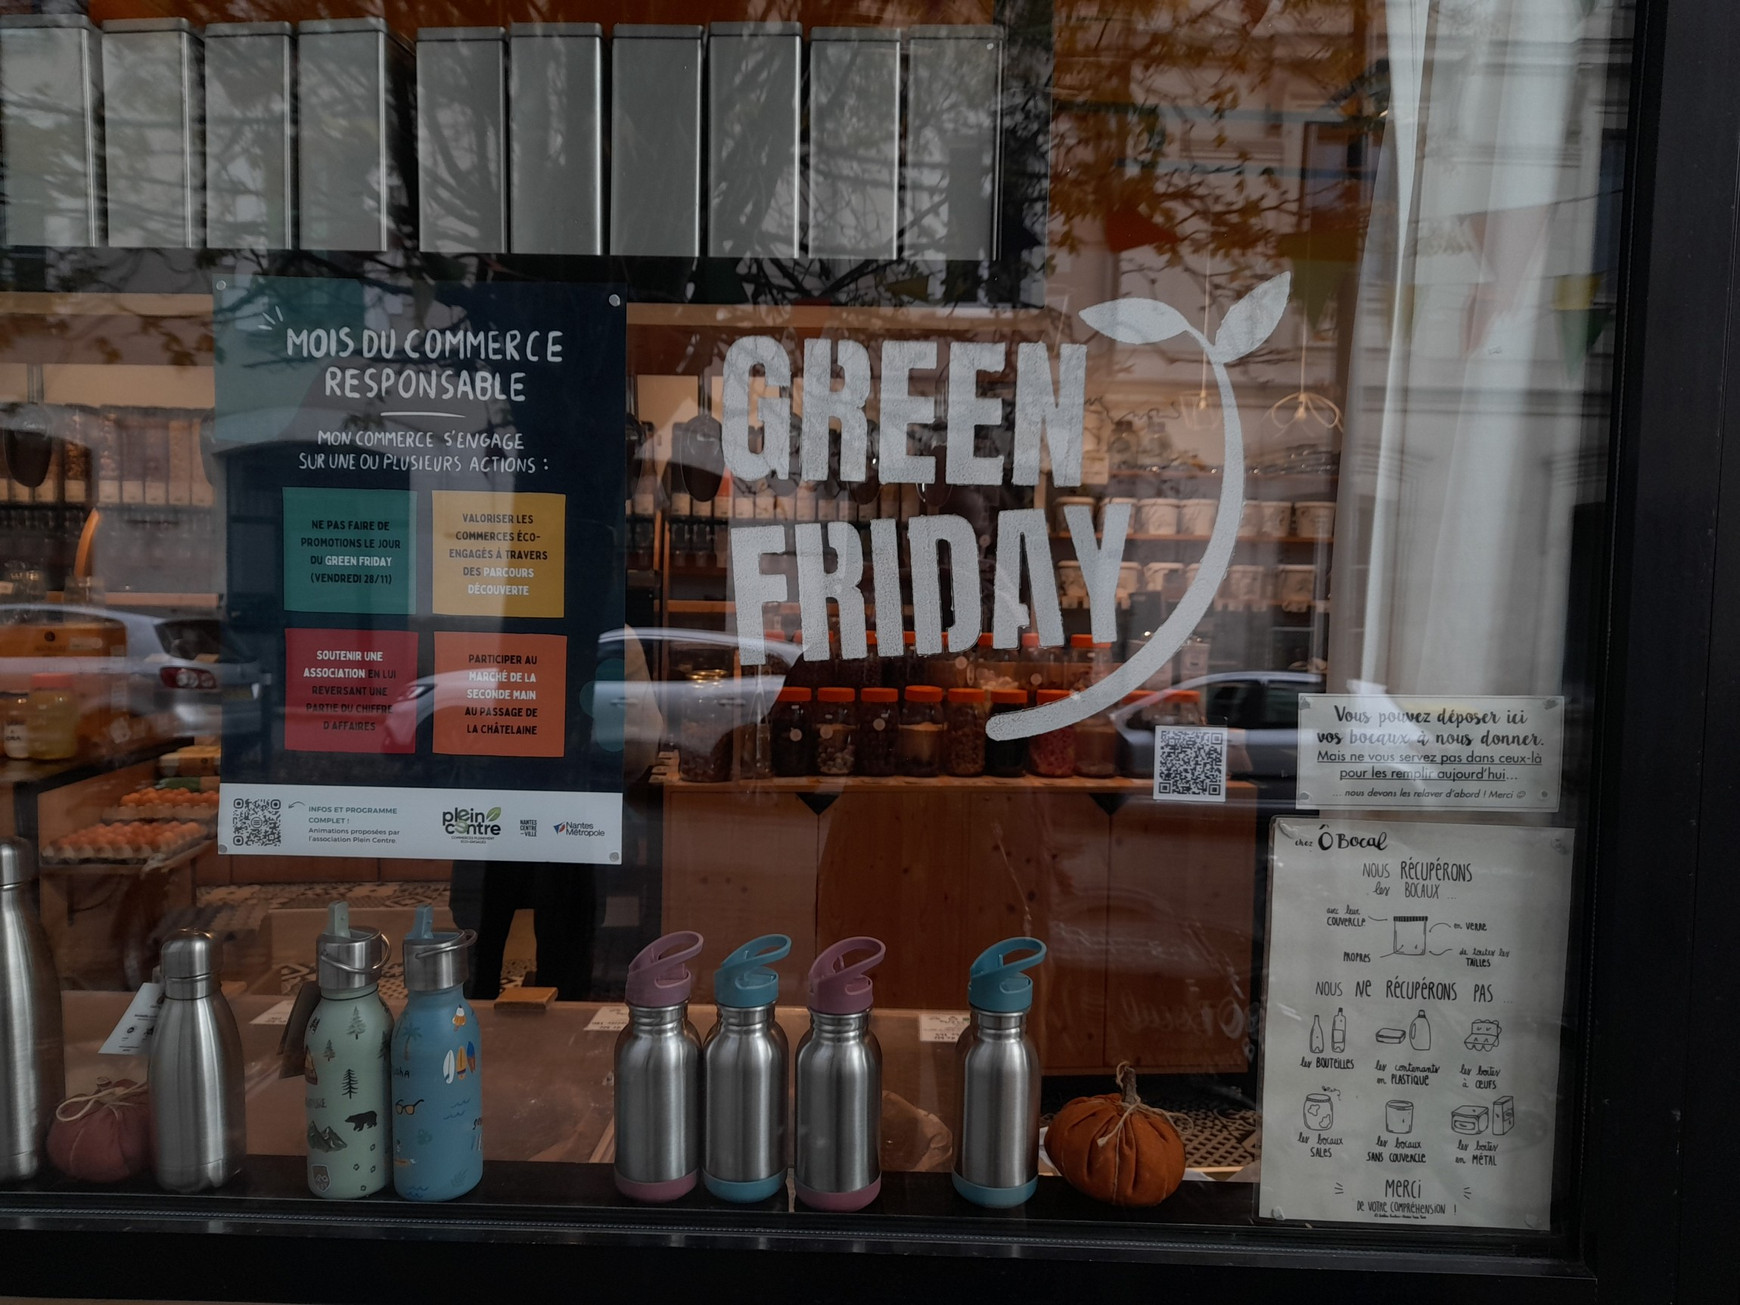 MOIS DU COMMERCE
RESPONSABLE
MON COMMERCE S'ENGAGE
SUR UNE OU PLUSIEURS ACTIONS :
NE PAS FAIRE DE
PROMOTIONS LE JOUR
DU GREEN FRIDAY
(VENDREDI 28/11)
VALORISER LES
COMMERCES ÉCO-
ENGAGÉS À TRAVERS
DES PARCOURS
DÉCOUVERTE
SOUTENIR UNE
ASSOCIATION EN LUI
REVERSANT UNE
PARTIE DU CHIFFRE
D'AFFAIRES
PARTICIPER AU
MARCHÉ DE LA
SECONDE MAIN
AU PASSAGE DE
LA CHÂTELAINE
INFOS ET PROGRAMME
COMPLET !
Animations proposées par
l'association Plein Centre
plein
centre
NANTES
CENTRE
-VILLE
Nantes
Métropole
GREEN
FRIDAY
Vous pouvez déposer ici
vos bocaux à nous donner.
Mais ne vous servez pas dans ceux-là
pour les remplir aujourd'hui...
... nous devons les relaver d'abord ! Merci ☺
chez Ô Bocal
NOUS RÉCUPÉRONS
les BOCAUX ...
avec leur
COUVERCLE
en VERRE
PROPRES
de toutes les
TAILLES
NOUS NE RÉCUPÉRONS PAS ...
les BOUTEILLES
les contenants
en PLASTIQUE
les boîtes
à ŒUFS
les bocaux
SALES
les bocaux
SANS COUVERCLE
les boîtes
en MÉTAL
MERCI
DE VOTRE COMPRÉHENSION !